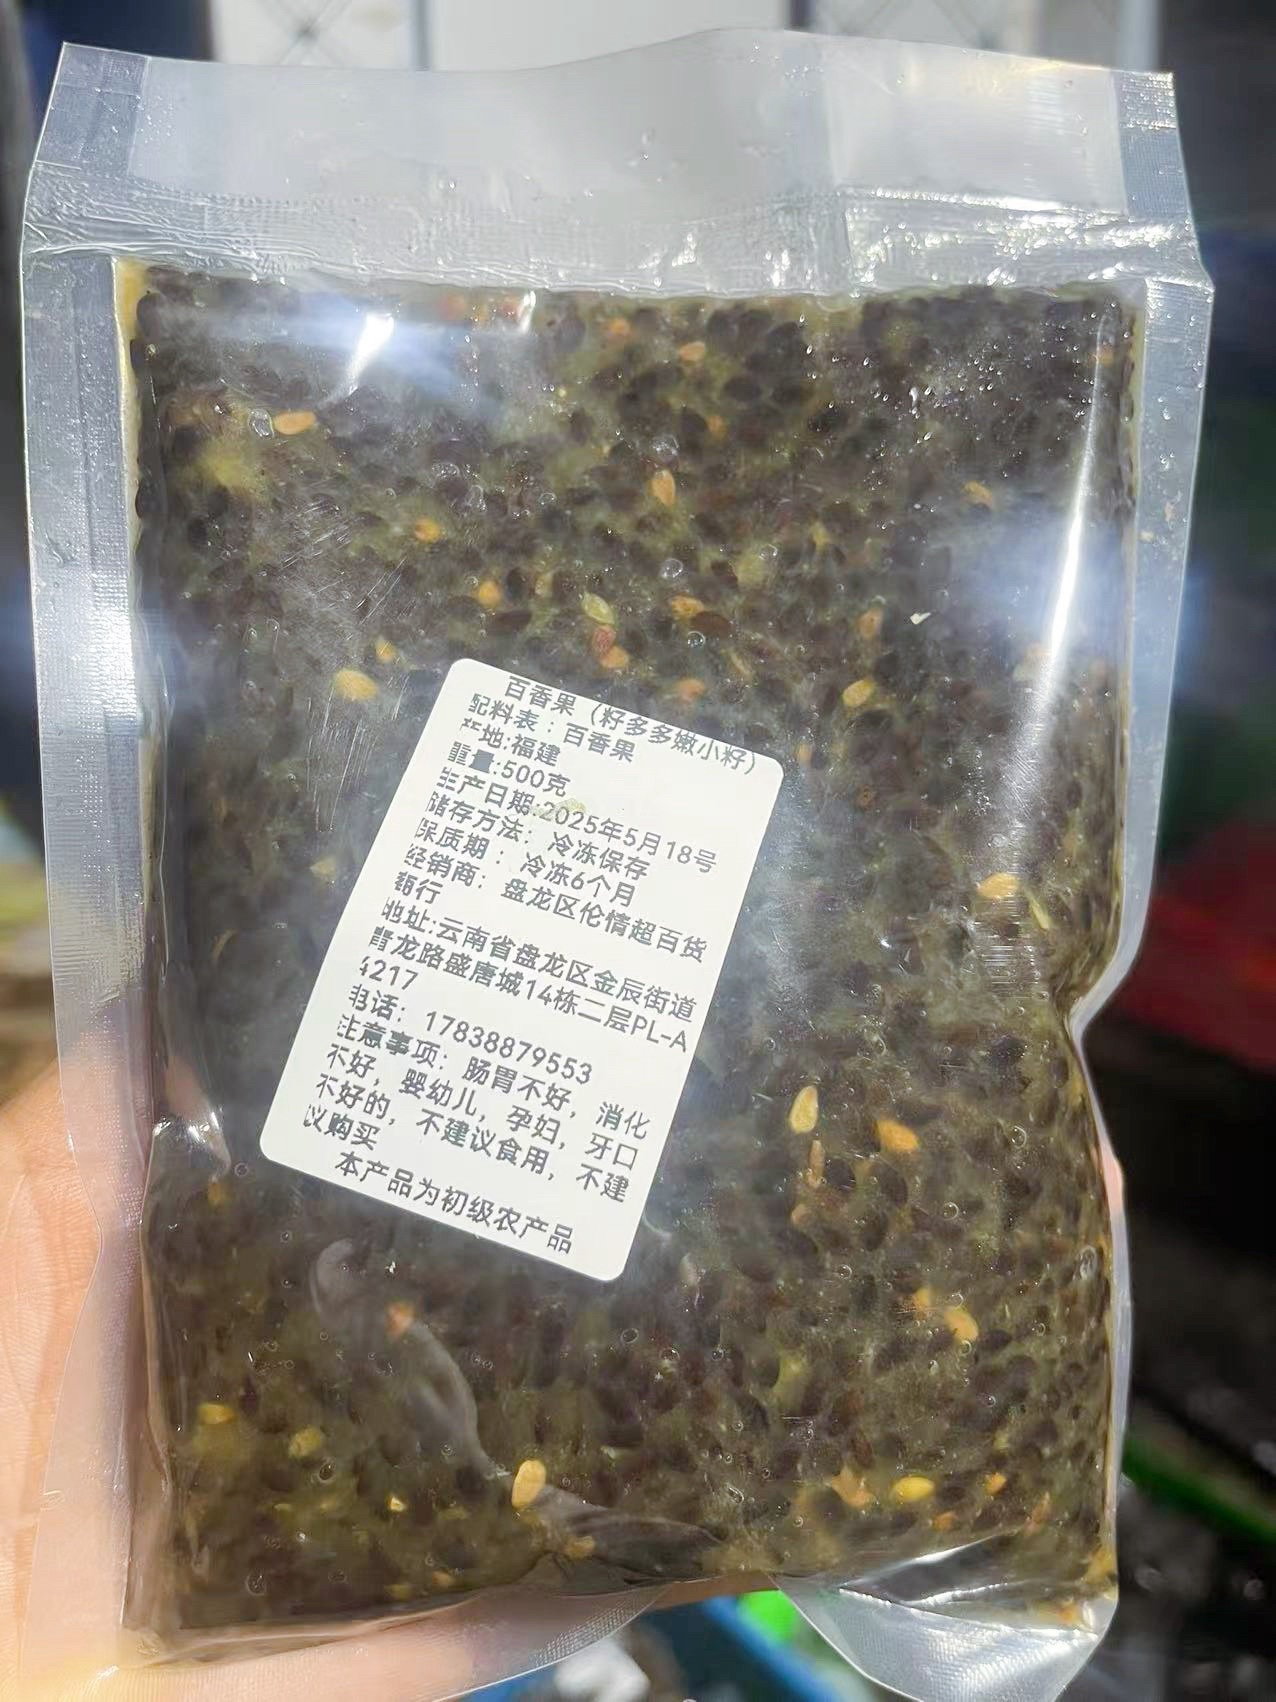 百香果（籽多多嫩小籽）
配料表：百香果
产地:福建
重量:500克
生产日期:2025年5月18号
储存方法：冷冻保存
保质期：冷冻6个月
经销商：盘龙区伦情超百货
商行
地址:云南省盘龙区金辰街道
青龙路盛唐城14栋二层PL-A
4217
电话：17838879553
注意事项：肠胃不好，消化
不好，婴幼儿，孕妇，牙口
不好的，不建议食用，不建
议购买
本产品为初级农产品